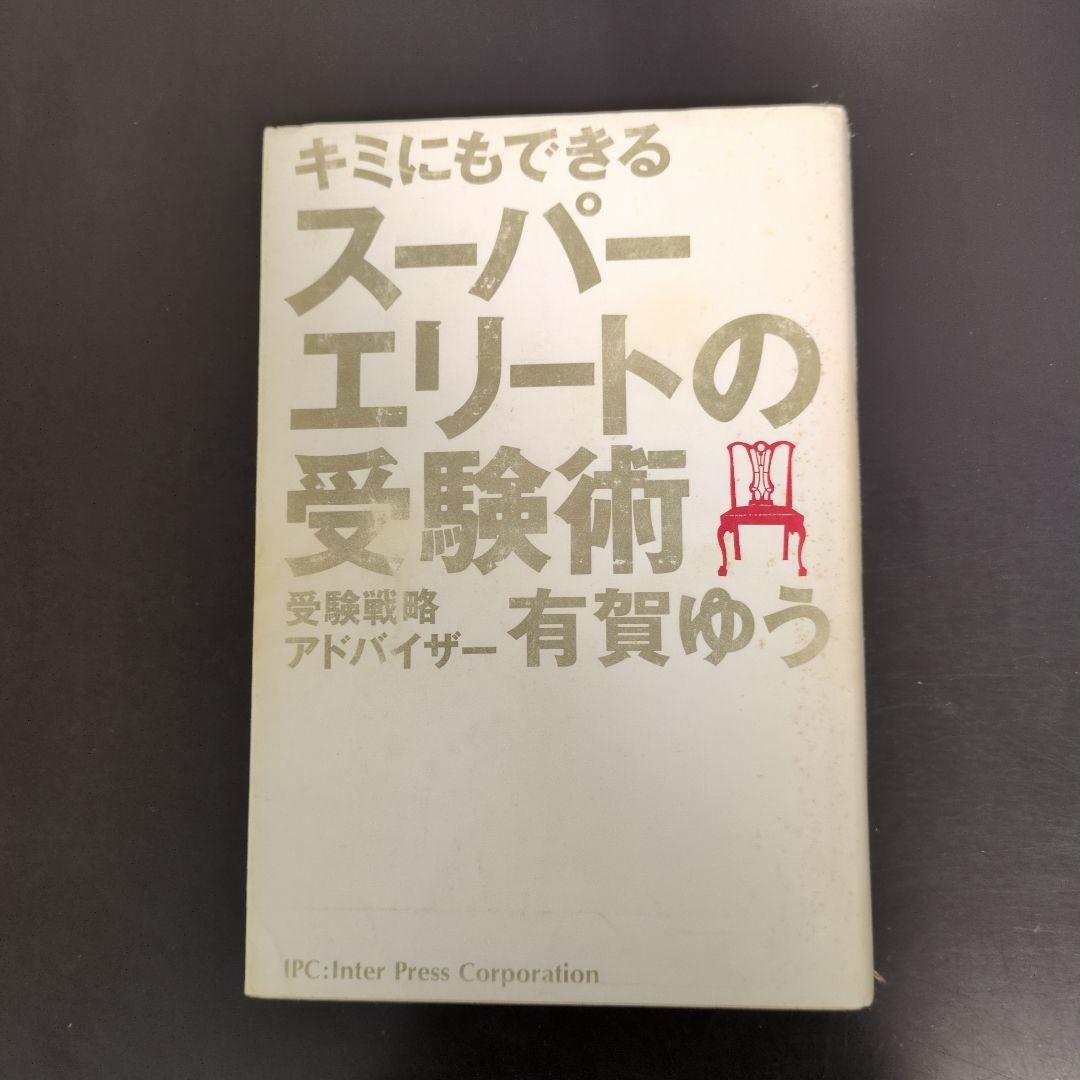 キミにもできる
スーパー
エリートの
受験術
受験戦略
アドバイザー 有賀ゆう
IPC:Inter Press Corporation